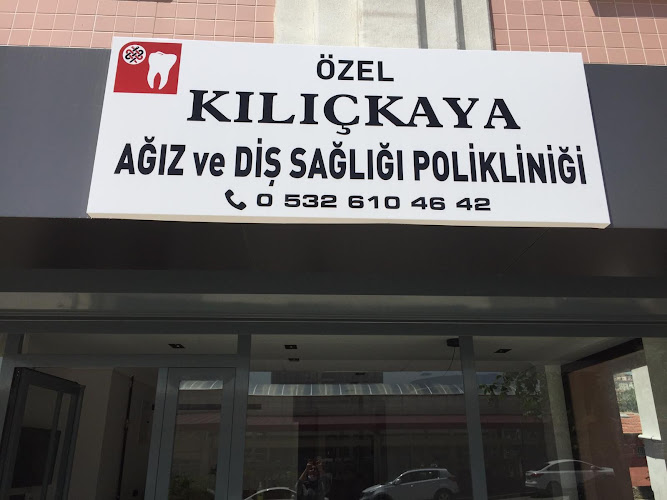 ÖZEL
KILIÇKAYA
AĞIZ ve DİŞ SAĞLIĞI POLİKLİNİĞİ
0 532 610 46 42